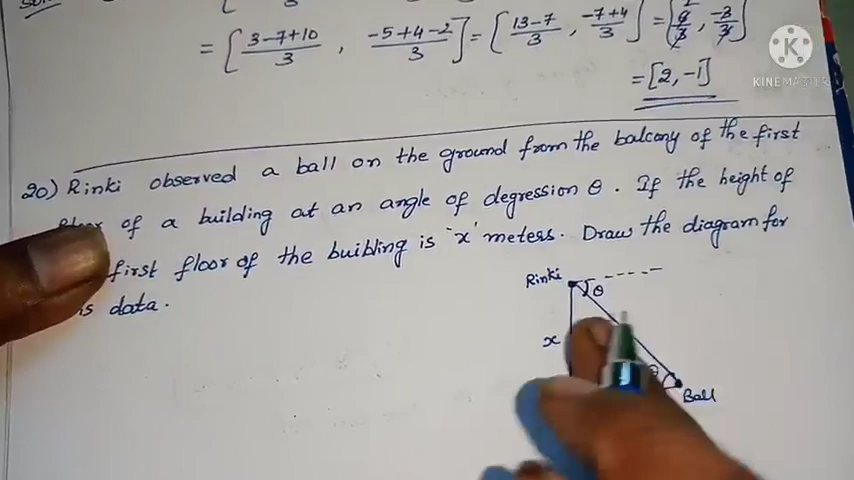 = [ 3-7+10 / 3 , -5+4-2 / 3 ] = [ 13-7 / 3 , -7+4 / 3 ] = [ 6/3 , -3/3 ]
= [2, -1]
KINEMASTER
20) Rinki observed a ball on the ground from the balcony of the first
floor of a building at an angle of degression θ. If the height of
first floor of the buibling is 'x' meters. Draw the diagram for
data.
Rinki
θ
x
θ
Ball